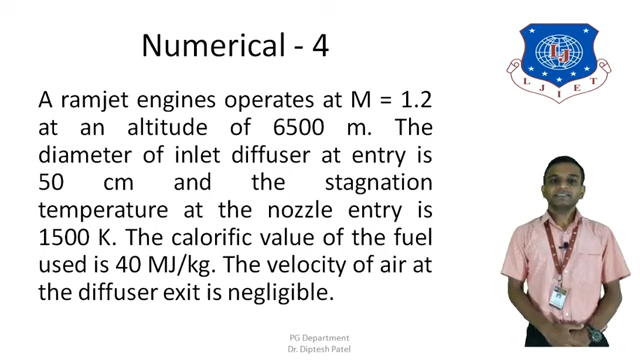 Numerical - 4
A ramjet engines operates at M = 1.2
at an altitude of 6500 m. The
diameter of inlet diffuser at entry is
50 cm and the stagnation
temperature at the nozzle entry is
1500 K. The calorific value of the fuel
used is 40 MJ/kg. The velocity of air at
the diffuser exit is negligible.
LJ
LJIET
PG Department
Dr. Diptesh Patel